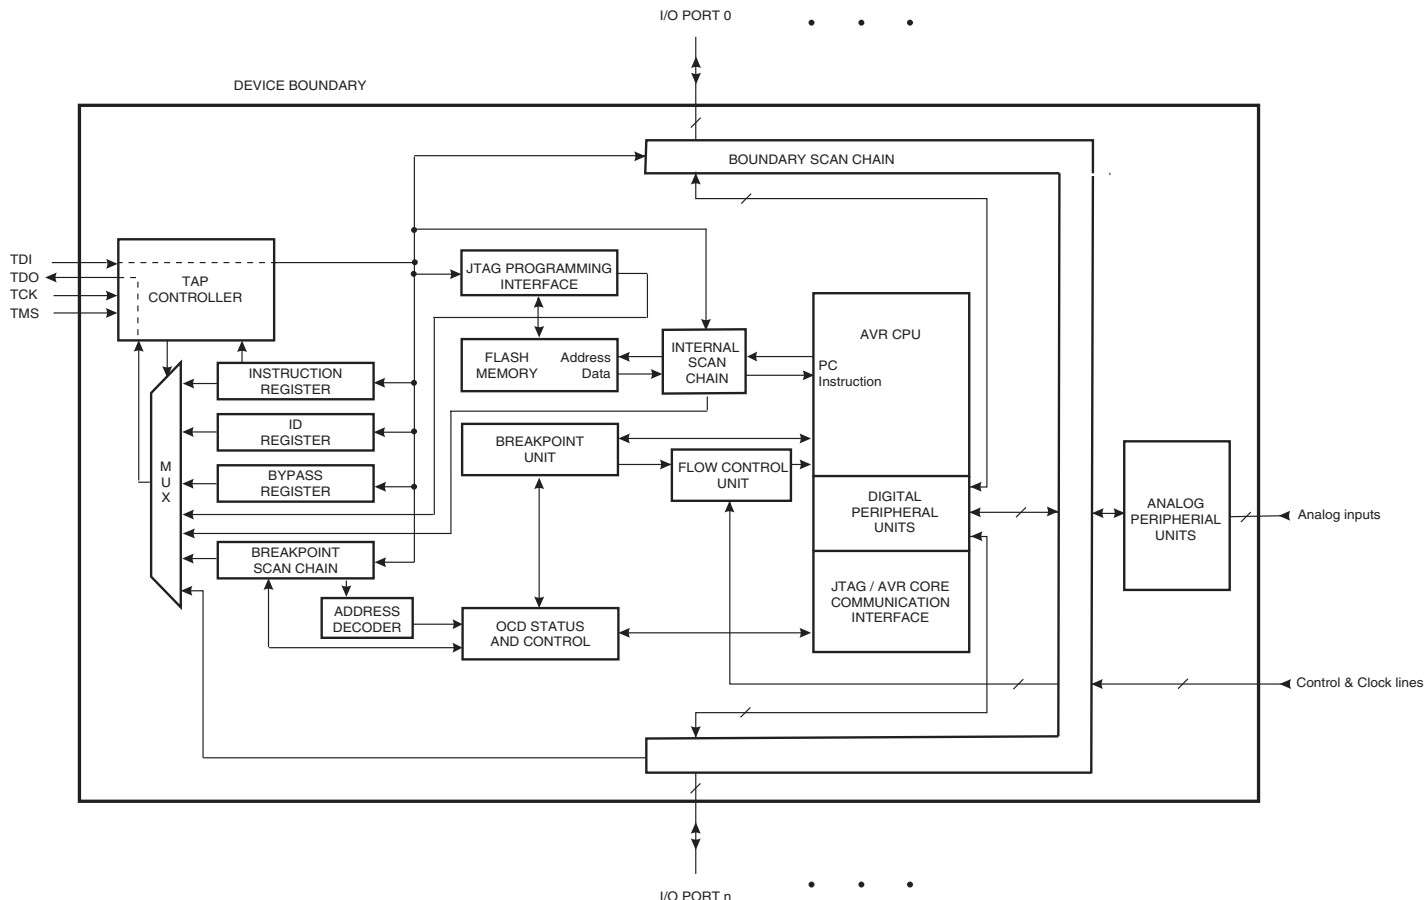 I/O PORT 0
DEVICE BOUNDARY
BOUNDARY SCAN CHAIN
TDI
TDO
TCK
TMS
TAP
CONTROLLER
JTAG PROGRAMMING
INTERFACE
AVR CPU
INTERNAL
SCAN
CHAIN
FLASH
MEMORY
Address
Data
PC
Instruction
INSTRUCTION
REGISTER
ID
REGISTER
M
U
X
BYPASS
REGISTER
BREAKPOINT
UNIT
FLOW CONTROL
UNIT
DIGITAL
PERIPHERAL
UNITS
ANALOG
PERIPHERIAL
UNITS
Analog inputs
BREAKPOINT
SCAN CHAIN
ADDRESS
DECODER
OCD STATUS
AND CONTROL
JTAG / AVR CORE
COMMUNICATION
INTERFACE
Control & Clock lines
I/O PORT n